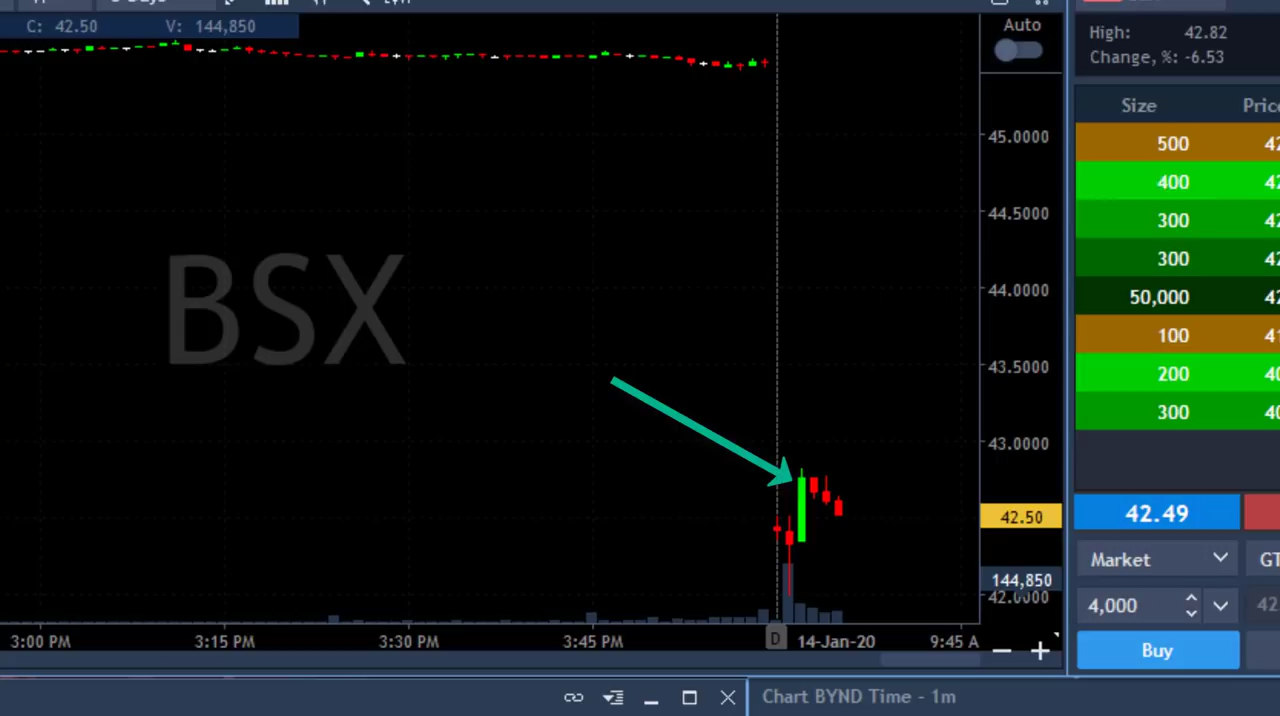 C: 42.50 V: 144,850
Auto
High: 42.82
Change, %: -6.53
Size
500
400
300
300
50,000
100
200
300
BSX
45.0000
44.5000
44.0000
43.5000
43.0000
42.50
144,850
42.0000
3:00 PM 3:15 PM 3:30 PM 3:45 PM D 14-Jan-20 9:45 A
42.49
Market
4,000
42
Buy
Chart BYND Time - 1m